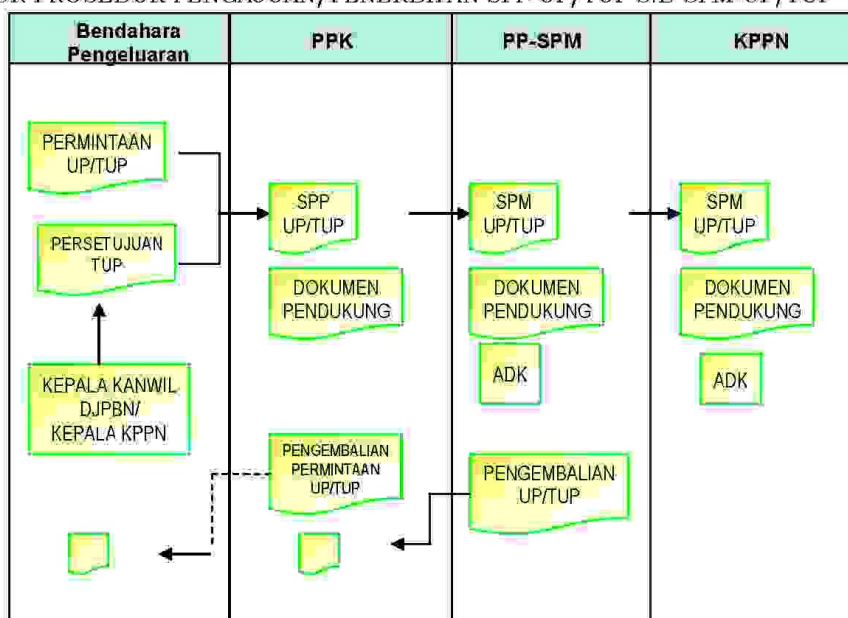 Bendahara
Pengeluaran
PPK
PP-SPM
KPPN
PERMINTAAN
UP/TUP
PERSETUJUAN
TUP
KEPALA KANWIL
DJPBN/
KEPALA KPPN
SPP
UP/TUP
DOKUMEN
PENDUKUNG
PENGEMBALIAN
PERMINTAAN
UP/TUP
SPM
UP/TUP
DOKUMEN
PENDUKUNG
ADK
PENGEMBALIAN
UP/TUP
SPM
UP/TUP
DOKUMEN
PENDUKUNG
ADK